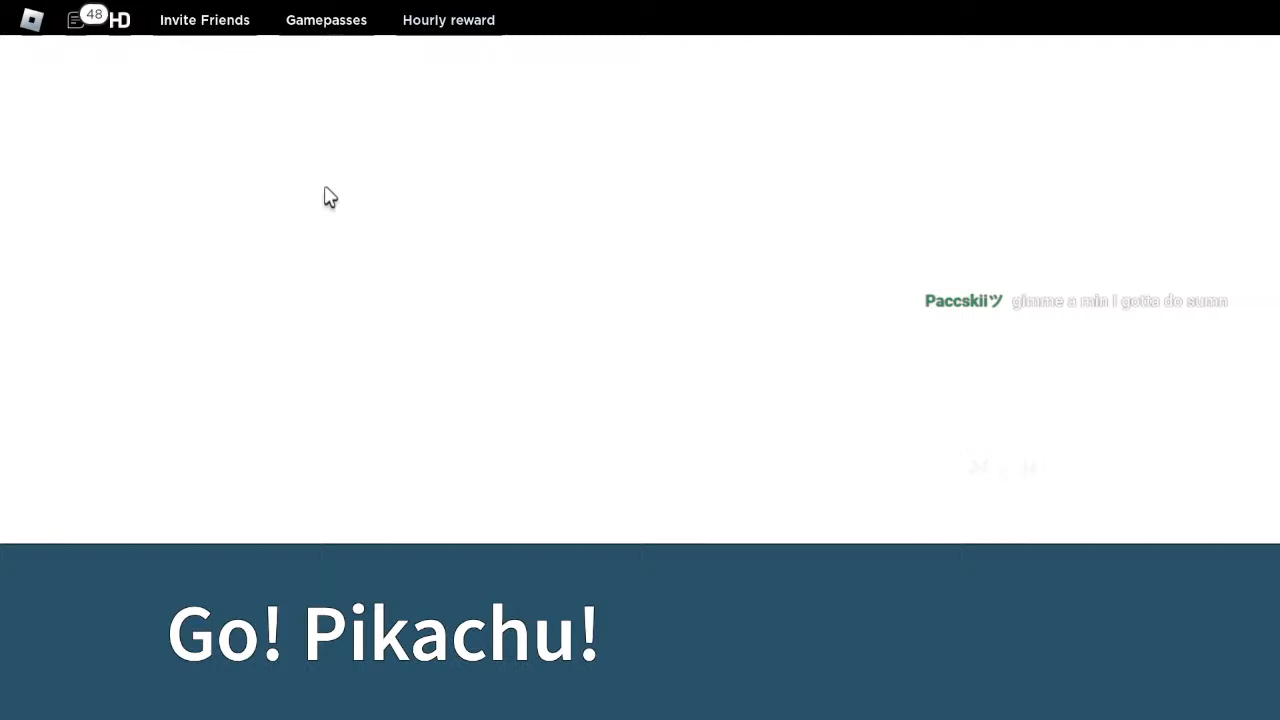 48
HD
Invite Friends
Gamepasses
Hourly reward
Paccskiiツ gimme a min I gotta do sumn
Go! Pikachu!